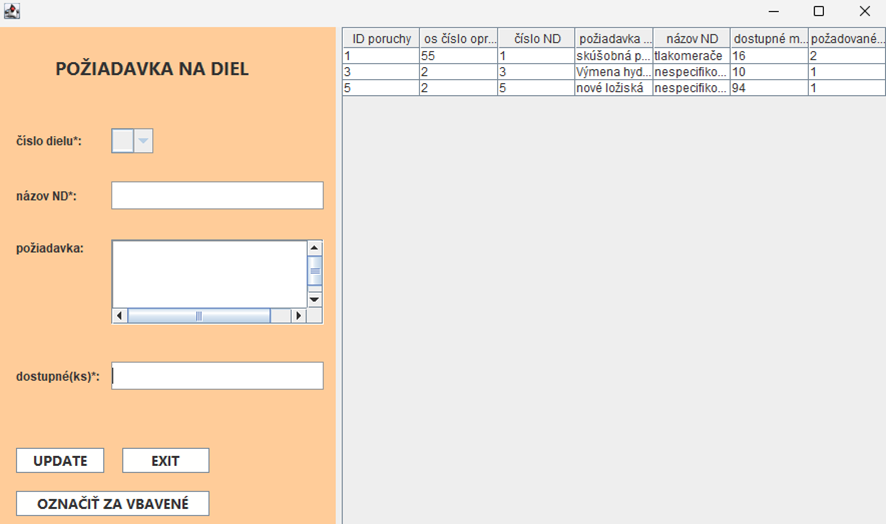 POŽIADAVKA NA DIEL
číslo dielu*:
názov ND*:
požiadavka:
dostupné(ks)*:
UPDATE EXIT
OZNAČIŤ ZA VBAVENÉ
ID poruchy os číslo opr... číslo ND požiadavka ... názov ND dostupné m... požadované...
1 55 1 skúšobná p... tlakomerače 16 2
3 2 3 Výmena hyd... nespecifiko... 10 1
5 2 5 nové ložiská nespecifiko... 94 1